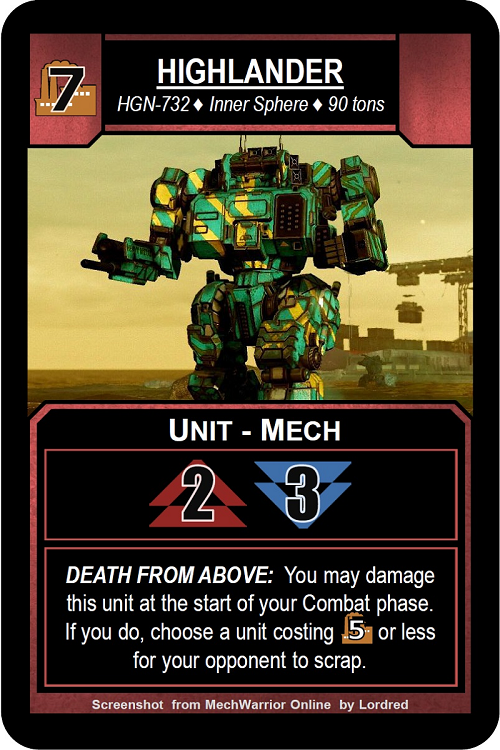 7
HIGHLANDER
HGN-732 ♦ Inner Sphere ♦ 90 tons
UNIT - MECH
2 3
DEATH FROM ABOVE: You may damage
this unit at the start of your Combat phase.
If you do, choose a unit costing 5 or less
for your opponent to scrap.
Screenshot from MechWarrior Online by Lordred